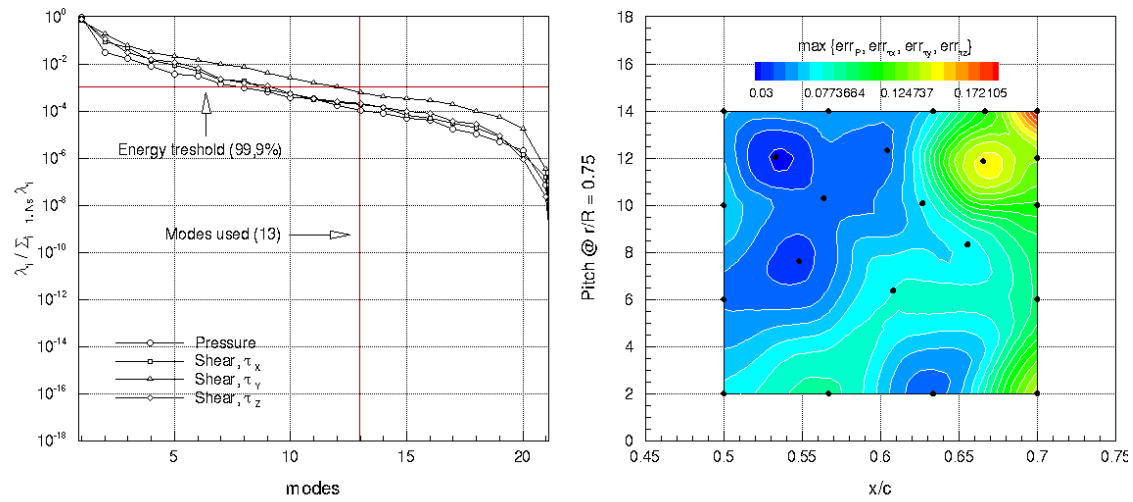 10^0
10^-2
10^-4
10^-6
10^-8
10^-10
10^-12
10^-14
10^-16
10^-18
λ_i / Σ_i 1,Ns λ_i
Energy treshold (99,9%)
Modes used (13)
Pressure
Shear, τ_X
Shear, τ_Y
Shear, τ_Z
5 10 15 20
modes
18
16
14
12
10
8
6
4
2
0
Pitch @ r/R = 0.75
max {err_P, err_τx, err_τy, err_τz}
0.03 0.0773684 0.124737 0.172105
0.45 0.5 0.55 0.6 0.65 0.7 0.75
x/c